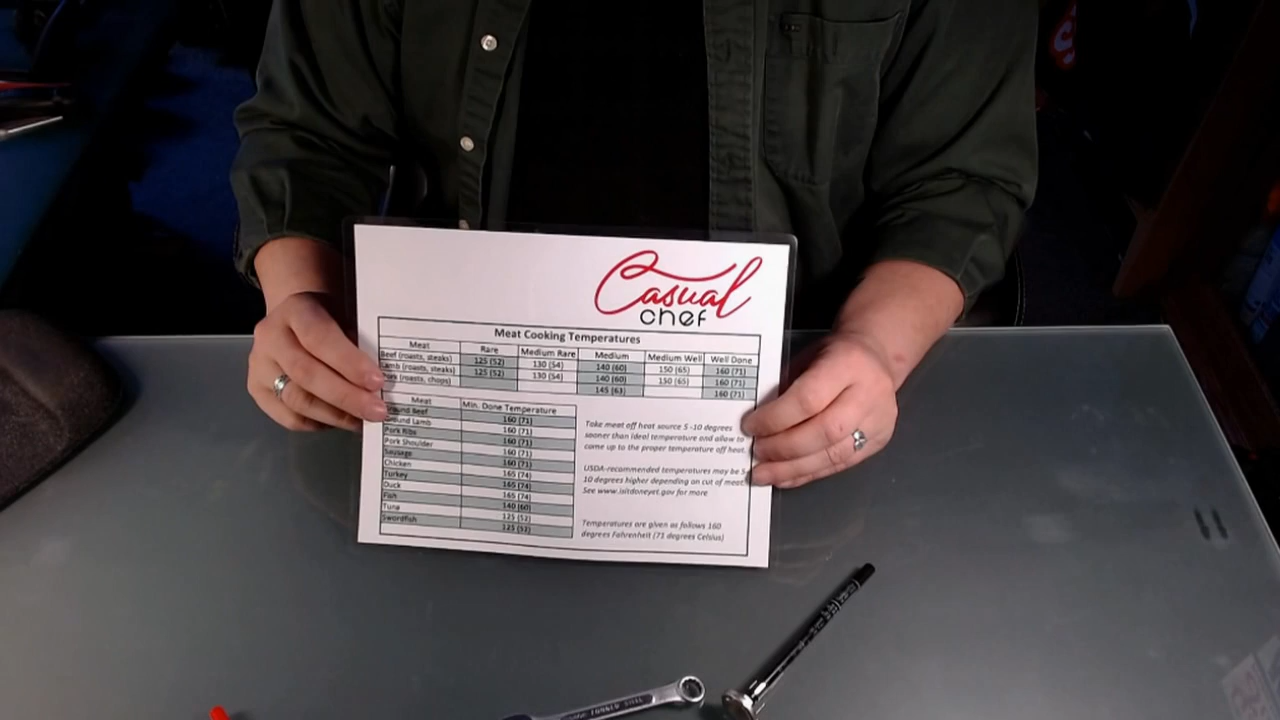 Casual
chef
Meat Cooking Temperatures
Meat Rare Medium Rare Medium Medium Well Well Done
Beef (roasts, steaks) 125 (52) 130 (54) 140 (60) 150 (65) 160 (71)
Lamb (roasts, steaks) 125 (52) 130 (54) 140 (60) 150 (65) 160 (71)
Pork (roasts, chops) 145 (63) 160 (71)
Meat Min. Done Temperature
Ground Beef 160 (71)
Ground Lamb 160 (71)
Pork Ribs 160 (71)
Pork Shoulder 160 (71)
Sausage 160 (71)
Chicken 165 (74)
Turkey 165 (74)
Duck 165 (74)
Fish 140 (60)
Tuna 125 (52)
Swordfish 125 (52)
Take meat off heat source 5 -10 degrees
sooner than ideal temperature and allow to
come up to the proper temperature off heat.
USDA-recommended temperatures may be 5-
10 degrees higher depending on cut of meat.
See www.isitdoneyet.gov for more
Temperatures are given as follows 160
degrees Fahrenheit (71 degrees Celsius)
FORGED STEEL